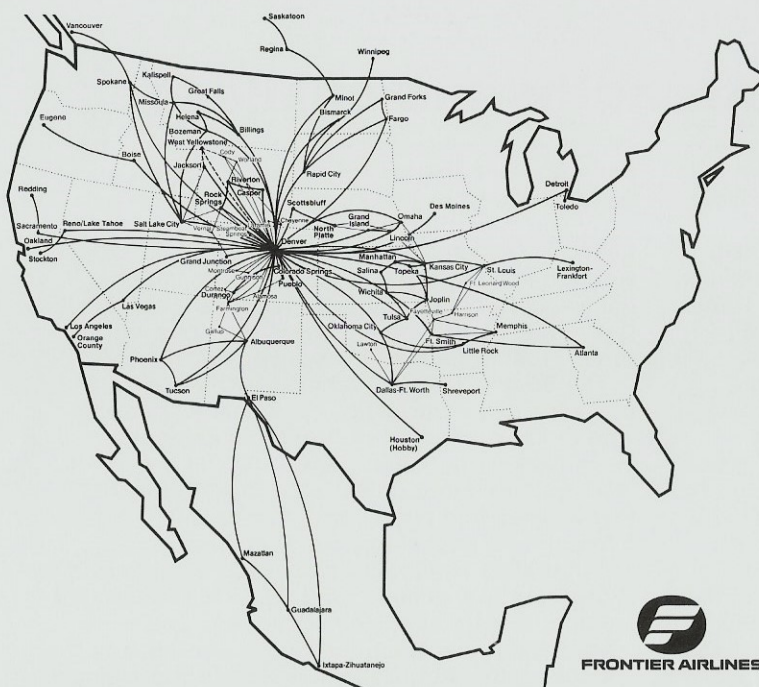 Saskatoon
Vancouver
Regina
Winnipeg
Spokane
Kalispell
Great Falls
Missoula
Minot
Bismarck
Grand Forks
Eugene
Helena
Bozeman
Billings
Fargo
West Yellowstone
Boise
Cody
Worland
Jackson
Riverton
Rapid City
Casper
Redding
Rock
Springs
Scottsbluff
Des Moines
Detroit
Toledo
Sacramento
Reno/Lake Tahoe
Salt Lake City
Vernal
Steamboat
Springs
Cheyenne
North
Platte
Grand
Island
Omaha
Lincoln
Oakland
Stockton
Denver
Grand Junction
Manhattan
Kansas City
St. Louis
Lexington-
Frankfort
Montrose
Gunnison
Colorado Springs
Pueblo
Salina
Topeka
Ft. Leonard Wood
Cortez
Durango
Alamosa
Wichita
Joplin
Las Vegas
Farmington
Fayetteville
Harrison
Tulsa
Los Angeles
Orange
County
Gallup
Albuquerque
Oklahoma City
Lawton
Ft. Smith
Memphis
Little Rock
Atlanta
Phoenix
Tucson
Dallas-Ft. Worth
Shreveport
El Paso
Houston
(Hobby)
Mazatlan
Guadalajara
Ixtapa-Zihuatanejo
FRONTIER AIRLINES